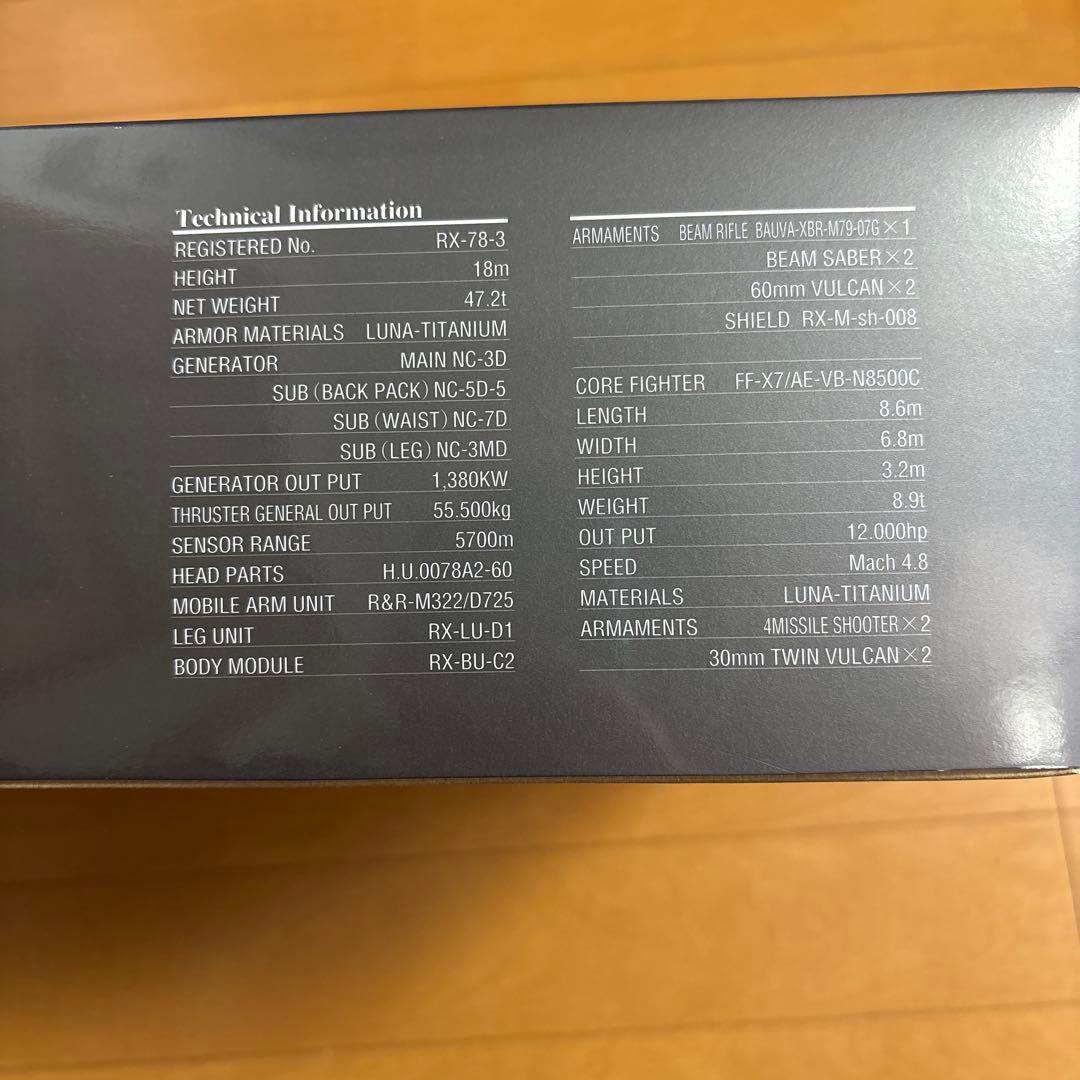 Technical Information
REGISTERED No. RX-78-3
HEIGHT 18m
NET WEIGHT 47.2t
ARMOR MATERIALS LUNA-TITANIUM
GENERATOR MAIN NC-3D
SUB (BACK PACK) NC-5D-5
SUB (WAIST) NC-7D
SUB (LEG) NC-3MD
GENERATOR OUT PUT 1,380KW
THRUSTER GENERAL OUT PUT 55.500kg
SENSOR RANGE 5700m
HEAD PARTS H.U.0078A2-60
MOBILE ARM UNIT R&R-M322/D725
LEG UNIT RX-LU-D1
BODY MODULE RX-BU-C2
ARMAMENTS BEAM RIFLE BAUVA-XBR-M79-07G×1
BEAM SABER×2
60mm VULCAN×2
SHIELD RX-M-sh-008
CORE FIGHTER FF-X7/AE-VB-N8500C
LENGTH 8.6m
WIDTH 6.8m
HEIGHT 3.2m
WEIGHT 8.9t
OUT PUT 12.000hp
SPEED Mach 4.8
MATERIALS LUNA-TITANIUM
ARMAMENTS 4MISSILE SHOOTER×2
30mm TWIN VULCAN×2